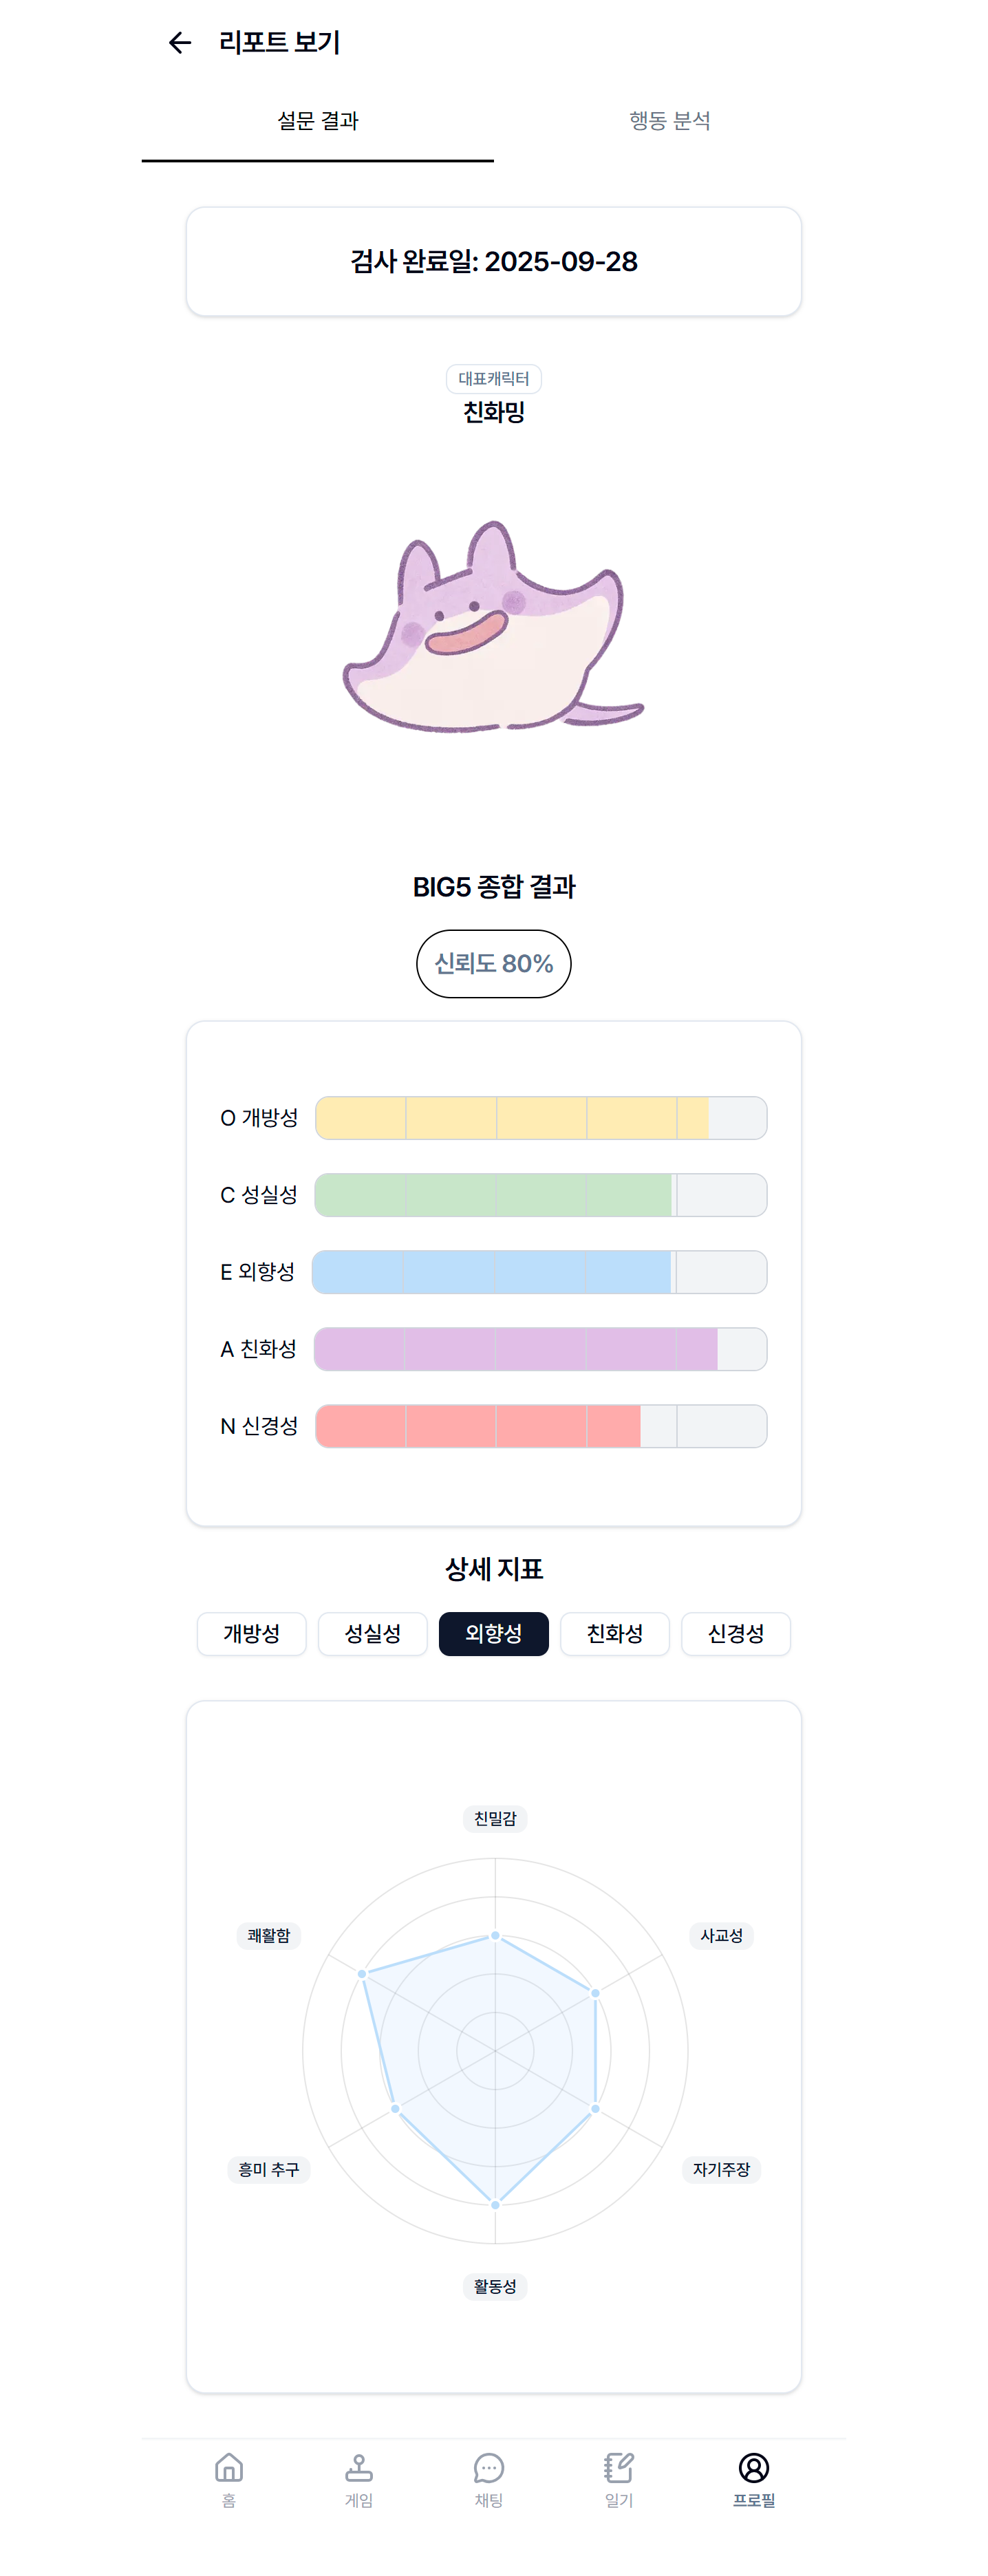 리포트 보기
설문 결과
행동 분석
검사 완료일: 2025-09-28
대표캐릭터
친화밍
BIG5 종합 결과
신뢰도 80%
O 개방성
C 성실성
E 외향성
A 친화성
N 신경성
상세 지표
개방성 성실성 외향성 친화성 신경성
친밀감
쾌활함
사교성
흥미 추구
자기주장
활동성
홈 게임 채팅 일기 프로필